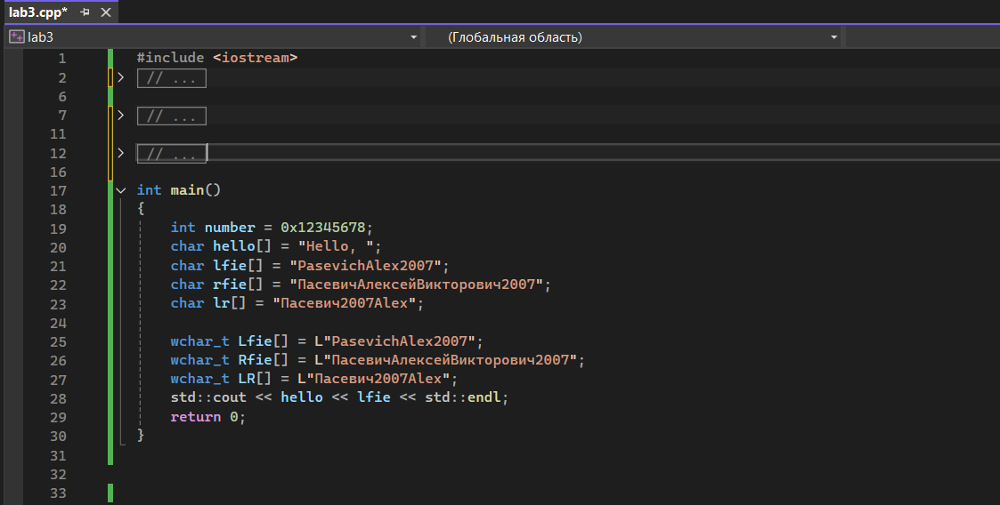 lab3.cpp*
lab3 (Глобальная область)
1 #include <iostream>
2 // ...
6
7 // ...
11
12 // ...
16
17 int main()
18 {
19 int number = 0x12345678;
20 char hello[] = "Hello, ";
21 char lfie[] = "PasevichAlex2007";
22 char rfie[] = "ПасевичАлексейВикторович2007";
23 char lr[] = "Пасевич2007Alex";
24
25 wchar_t Lfie[] = L"PasevichAlex2007";
26 wchar_t Rfie[] = L"ПасевичАлексейВикторович2007";
27 wchar_t LR[] = L"Пасевич2007Alex";
28 std::cout << hello << lfie << std::endl;
29 return 0;
30 }
31
32
33